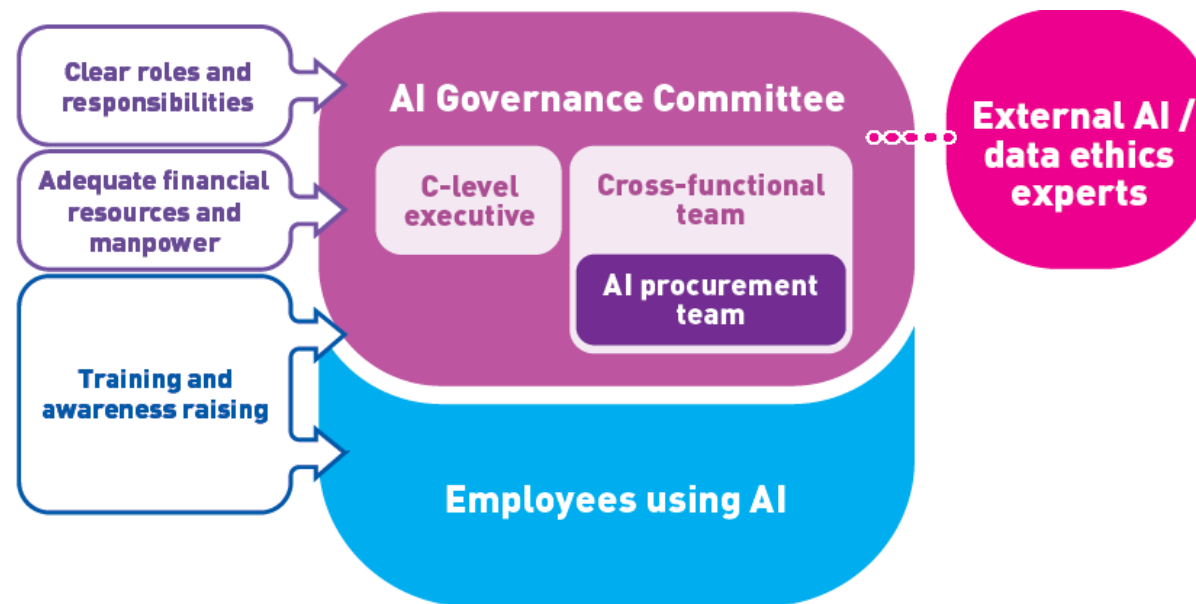 Clear roles and
responsibilities
Adequate financial
resources and
manpower
Training and
awareness raising
AI Governance Committee
C-level
executive
Cross-functional
team
AI procurement
team
Employees using AI
External AI /
data ethics
experts